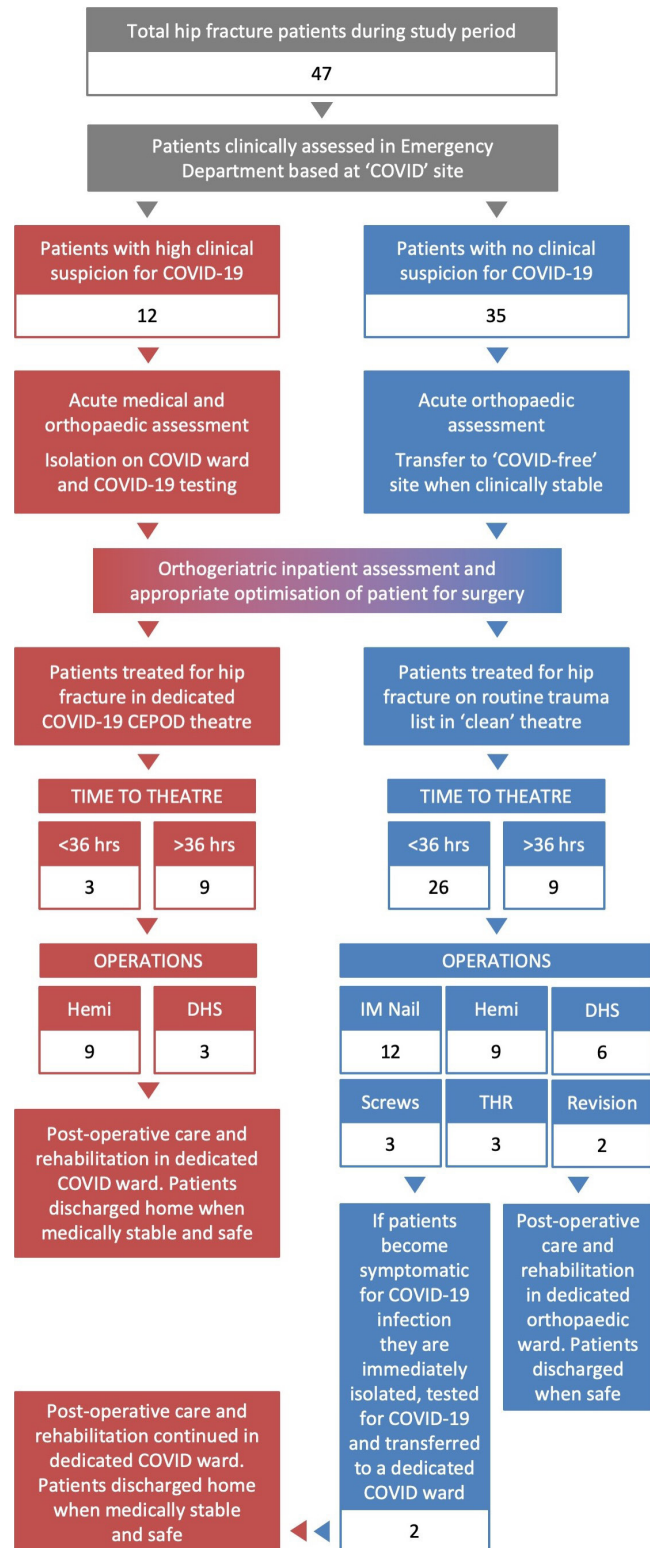 Total hip fracture patients during study period
47
Patients clinically assessed in Emergency
Department based at ‘COVID’ site
Patients with high clinical
suspicion for COVID-19
12
Patients with no clinical
suspicion for COVID-19
35
Acute medical and
orthopaedic assessment
Isolation on COVID ward
and COVID-19 testing
Acute orthopaedic
assessment
Transfer to ‘COVID-free’
site when clinically stable
Orthogeriatric inpatient assessment and
appropriate optimisation of patient for surgery
Patients treated for hip
fracture in dedicated
COVID-19 CEPOD theatre
Patients treated for hip
fracture on routine trauma
list in ‘clean’ theatre
TIME TO THEATRE
<36 hrs
>36 hrs
3
9
TIME TO THEATRE
<36 hrs
>36 hrs
26
9
OPERATIONS
Hemi
DHS
9
3
OPERATIONS
IM Nail
Hemi
DHS
12
9
6
Screws
THR
Revision
3
3
2
Post-operative care and
rehabilitation in dedicated
COVID ward. Patients
discharged home when
medically stable and safe
If patients
become
symptomatic
for COVID-19
infection
they are
immediately
isolated, tested
for COVID-19
and transferred
to a dedicated
COVID ward
2
Post-operative
care and
rehabilitation
in dedicated
orthopaedic
ward. Patients
discharged
when safe
Post-operative care and
rehabilitation continued in
dedicated COVID ward.
Patients discharged home
when medically stable
and safe